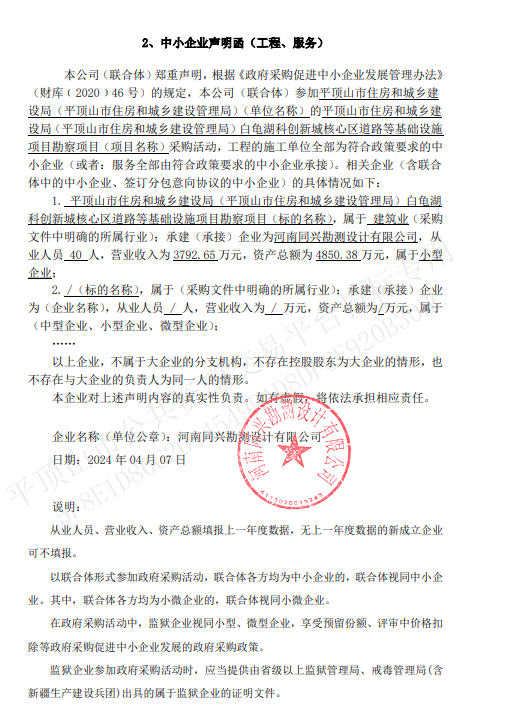 2、中小企业声明函（工程、服务）
本公司（联合体）郑重声明，根据《政府采购促进中小企业发展管理办法》
（财库﹝2020﹞46 号）的规定，本公司（联合体）参加平顶山市住房和城乡建
设局（平顶山市住房和城乡建设管理局）（单位名称）的平顶山市住房和城乡建
设局（平顶山市住房和城乡建设管理局）白龟湖科创新城核心区道路等基础设施
项目勘察项目（项目名称）采购活动，工程的施工单位全部为符合政策要求的中
小企业（或者：服务全部由符合政策要求的中小企业承接）。相关企业（含联合
体中的中小企业、签订分包意向协议的中小企业）的具体情况如下：
1. 平顶山市住房和城乡建设局（平顶山市住房和城乡建设管理局）白龟湖
科创新城核心区道路等基础设施项目勘察项目（标的名称），属于 建筑业（采购
文件中明确的所属行业）；承建（承接）企业为河南同兴勘测设计有限公司，从
业人员 40 人，营业收入为 3792.65 万元，资产总额为 4850.38 万元，属于小型
企业；
2. /（标的名称），属于（采购文件中明确的所属行业）；承建（承接）企业
为（企业名称），从业人员 / 人，营业收入为 / 万元，资产总额为/万元，属于
（中型企业、小型企业、微型企业）；
……
以上企业，不属于大企业的分支机构，不存在控股股东为大企业的情形，也
不存在与大企业的负责人为同一人的情形。
本企业对上述声明内容的真实性负责。如有虚假，将依法承担相应责任。
企业名称（单位公章）：河南同兴勘测设计有限公司
日期：2024 年 04 月 07 日
河南同兴勘测设计有限公司
说明：
从业人员、营业收入、资产总额填报上一年度数据，无上一年度数据的新成立企业
可不填报。
以联合体形式参加政府采购活动，联合体各方均为中小企业的，联合体视同中小企
业。其中，联合体各方均为小微企业的，联合体视同小微企业。
在政府采购活动中，监狱企业视同小型、微型企业，享受预留份额、评审中价格扣
除等政府采购促进中小企业发展的政府采购政策。
监狱企业参加政府采购活动时，应当提供由省级以上监狱管理局、戒毒管理局(含
新疆生产建设兵团)出具的属于监狱企业的证明文件。